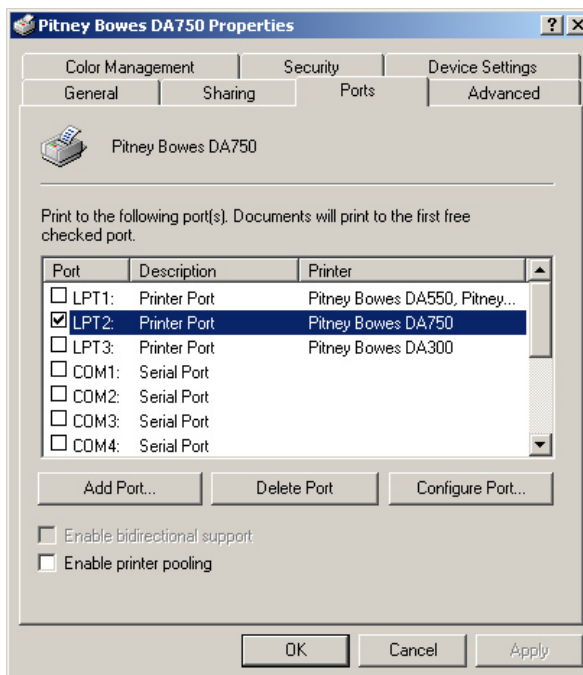 Pitney Bowes DA750 Properties
Color Management Security Device Settings
General Sharing Ports Advanced
Pitney Bowes DA750
Print to the following port(s). Documents will print to the first free
checked port.
Port Description Printer
LPT1: Printer Port Pitney Bowes DA550, Pitney...
LPT2: Printer Port Pitney Bowes DA750
LPT3: Printer Port Pitney Bowes DA300
COM1: Serial Port
COM2: Serial Port
COM3: Serial Port
COM4: Serial Port
Add Port... Delete Port Configure Port...
Enable bidirectional support
Enable printer pooling
OK Cancel Apply